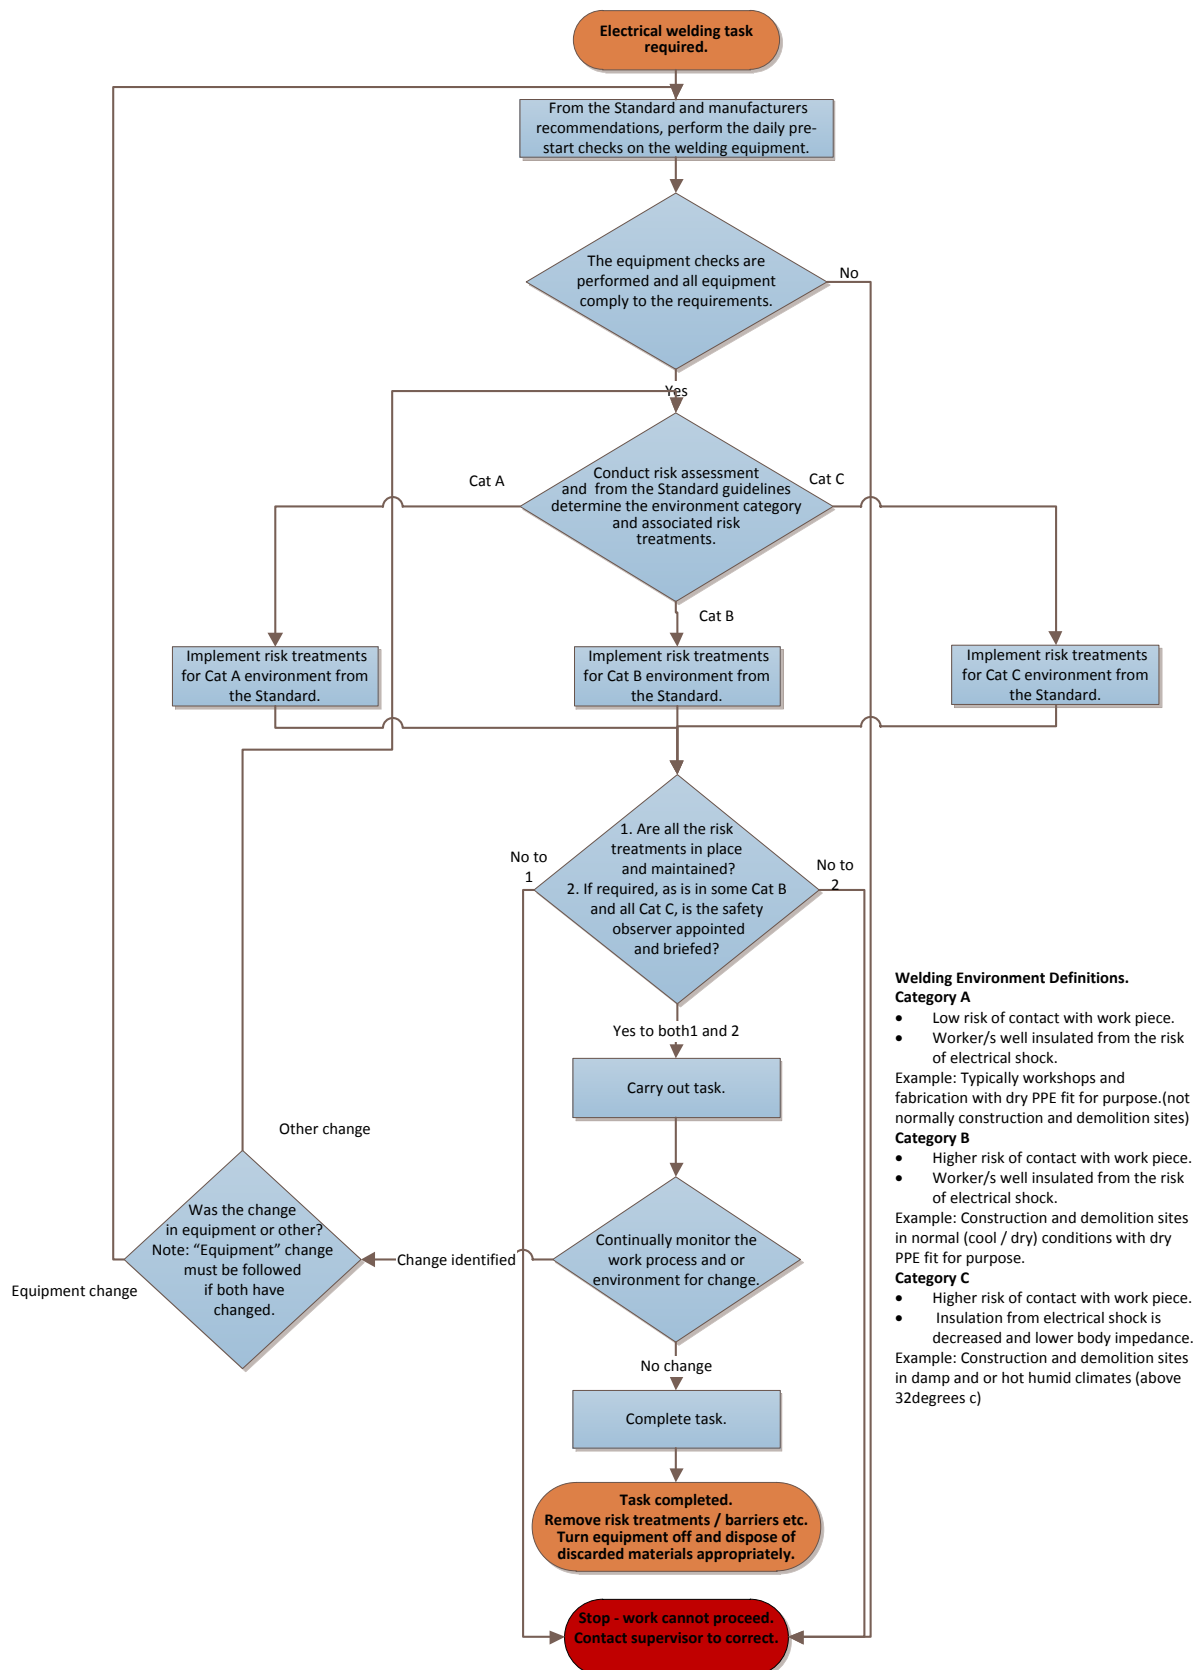 Electrical welding task
required.
From the Standard and manufacturers
recommendations, perform the daily pre-
start checks on the welding equipment.
The equipment checks are
performed and all equipment
comply to the requirements.
No
Yes
Conduct risk assessment
and from the Standard guidelines
determine the environment category
and associated risk
treatments.
Cat A
Cat C
Cat B
Implement risk treatments
for Cat A environment from
the Standard.
Implement risk treatments
for Cat B environment from
the Standard.
Implement risk treatments
for Cat C environment from
the Standard.
1. Are all the risk
treatments in place
and maintained?
2. If required, as is in some Cat B
and all Cat C, is the safety
observer appointed
and briefed?
No to
1
No to
2
Yes to both1 and 2
Carry out task.
Continually monitor the
work process and or
environment for change.
Change identified
Other change
Was the change
in equipment or other?
Note: “Equipment” change
must be followed
if both have
changed.
Equipment change
No change
Complete task.
Task completed.
Remove risk treatments / barriers etc.
Turn equipment off and dispose of
discarded materials appropriately.
Stop - work cannot proceed.
Contact supervisor to correct.
Welding Environment Definitions.
Category A
• Low risk of contact with work piece.
• Worker/s well insulated from the risk
of electrical shock.
Example: Typically workshops and
fabrication with dry PPE fit for purpose.(not
normally construction and demolition sites)
Category B
• Higher risk of contact with work piece.
• Worker/s well insulated from the risk
of electrical shock.
Example: Construction and demolition sites
in normal (cool / dry) conditions with dry
PPE fit for purpose.
Category C
• Higher risk of contact with work piece.
• Insulation from electrical shock is
decreased and lower body impedance.
Example: Construction and demolition sites
in damp and or hot humid climates (above
32degrees c)